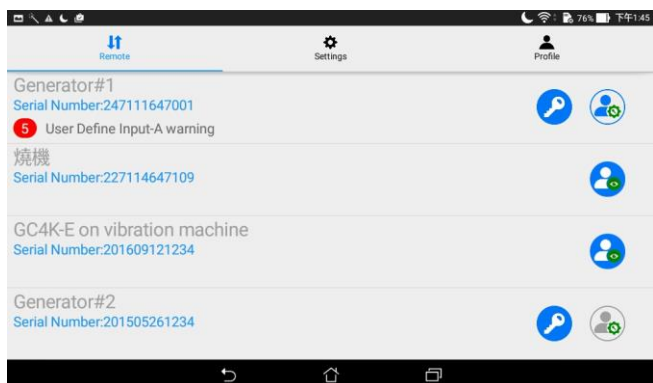 76% 下午1:45
Remote
Settings
Profile
Generator#1
Serial Number:247111647001
5 User Define Input-A warning
燒機
Serial Number:227114647109
GC4K-E on vibration machine
Serial Number:201609121234
Generator#2
Serial Number:201505261234